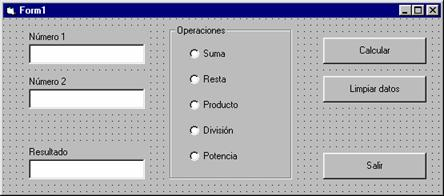 Form1
Número 1
Número 2
Resultado
Operaciones
Suma
Resta
Producto
División
Potencia
Calcular
Limpiar datos
Salir